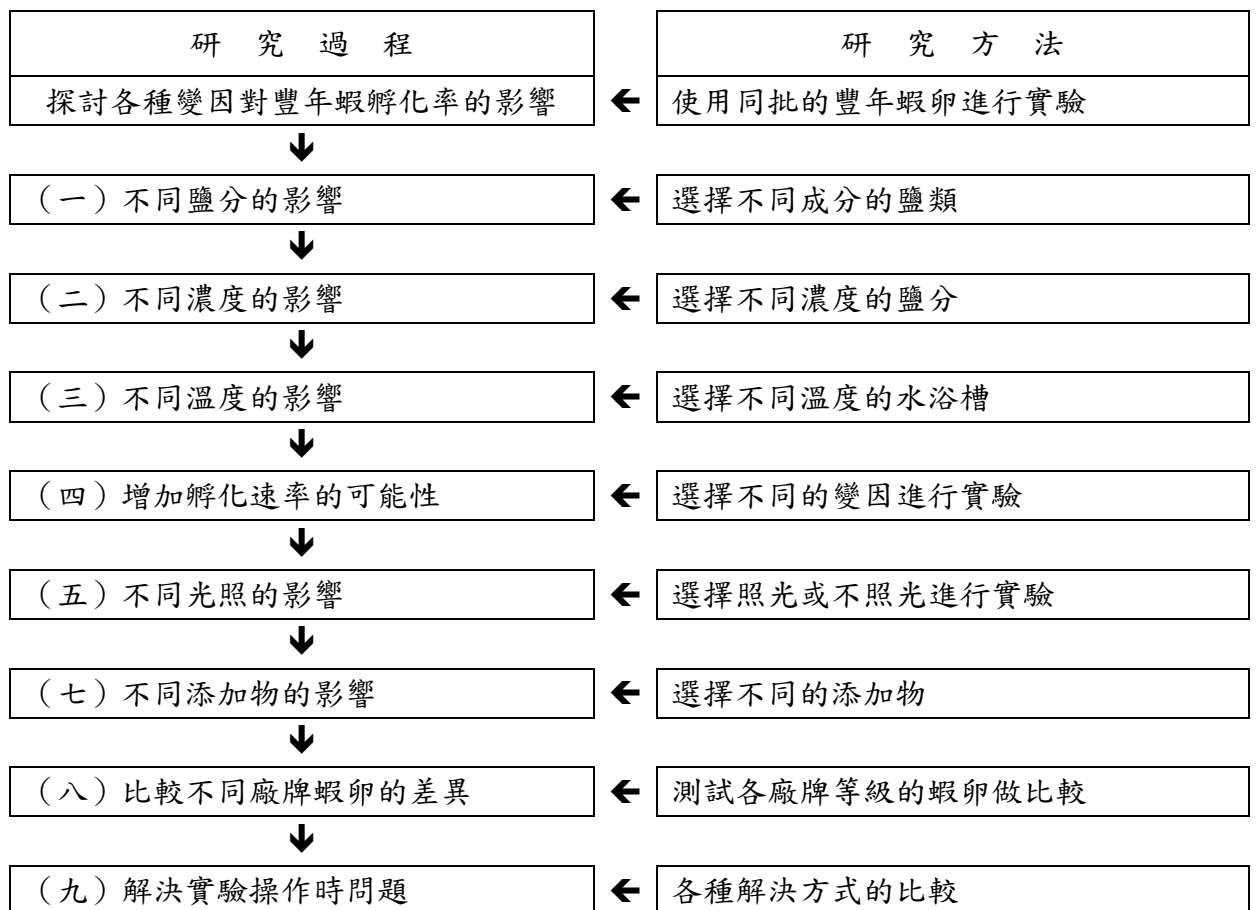 研究過程
研究方法
探討各種變因對豐年蝦孵化率的影響
使用同批的豐年蝦卵進行實驗
（一）不同鹽分的影響
選擇不同成分的鹽類
（二）不同濃度的影響
選擇不同濃度的鹽分
（三）不同溫度的影響
選擇不同溫度的水浴槽
（四）增加孵化速率的可能性
選擇不同的變因進行實驗
（五）不同光照的影響
選擇照光或不照光進行實驗
（七）不同添加物的影響
選擇不同的添加物
（八）比較不同廠牌蝦卵的差異
測試各廠牌等級的蝦卵做比較
（九）解決實驗操作時問題
各種解決方式的比較